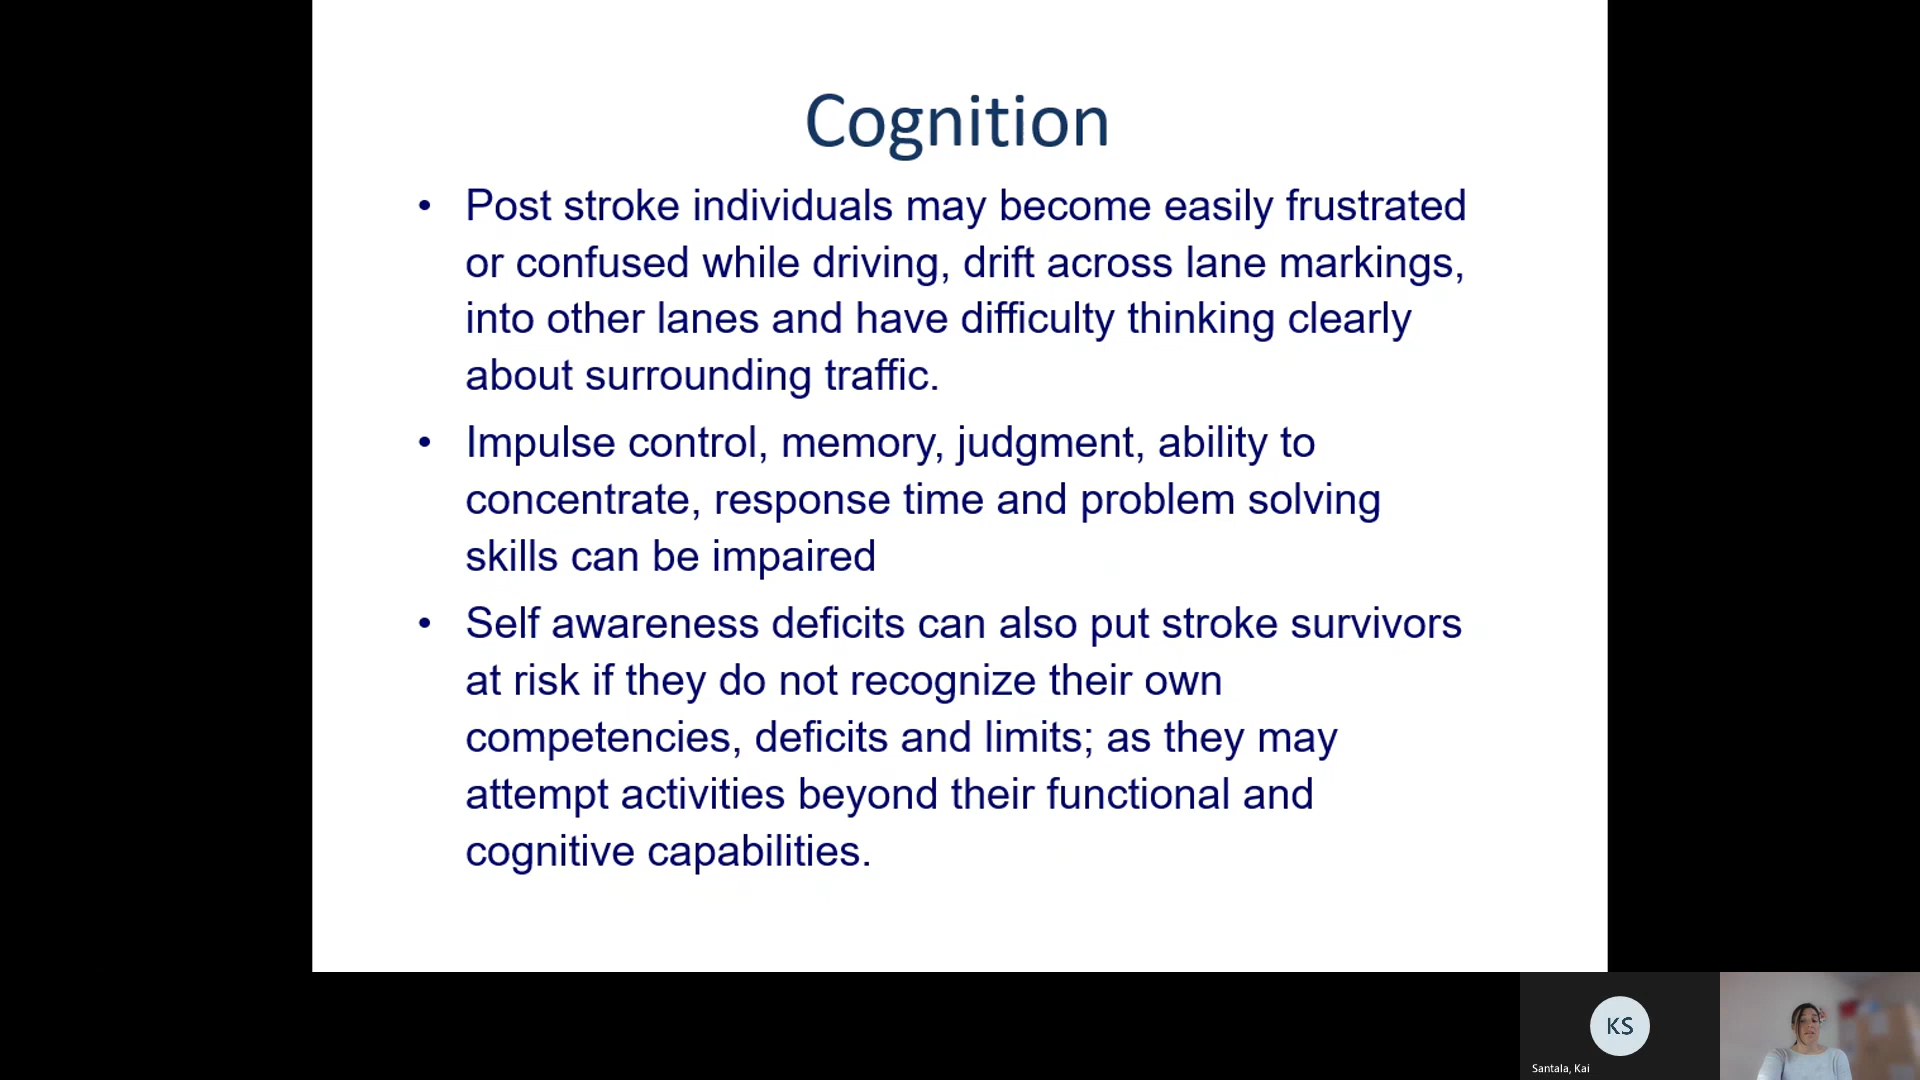 Cognition
• Post stroke individuals may become easily frustrated
or confused while driving, drift across lane markings,
into other lanes and have difficulty thinking clearly
about surrounding traffic.
• Impulse control, memory, judgment, ability to
concentrate, response time and problem solving
skills can be impaired
• Self awareness deficits can also put stroke survivors
at risk if they do not recognize their own
competencies, deficits and limits; as they may
attempt activities beyond their functional and
cognitive capabilities.
KS
Santala, Kai